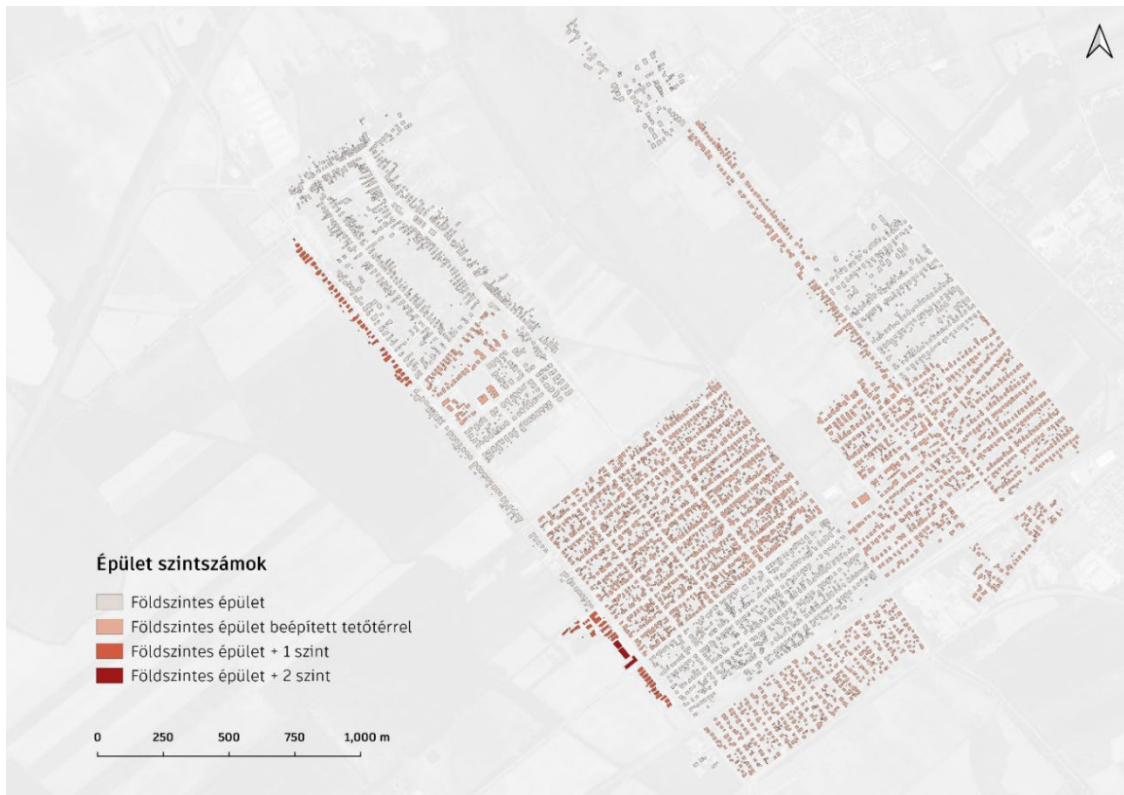 Épület szintszámok
Földszintes épület
Földszintes épület beépített tetőtérrel
Földszintes épület + 1 szint
Földszintes épület + 2 szint
0 250 500 750 1,000 m